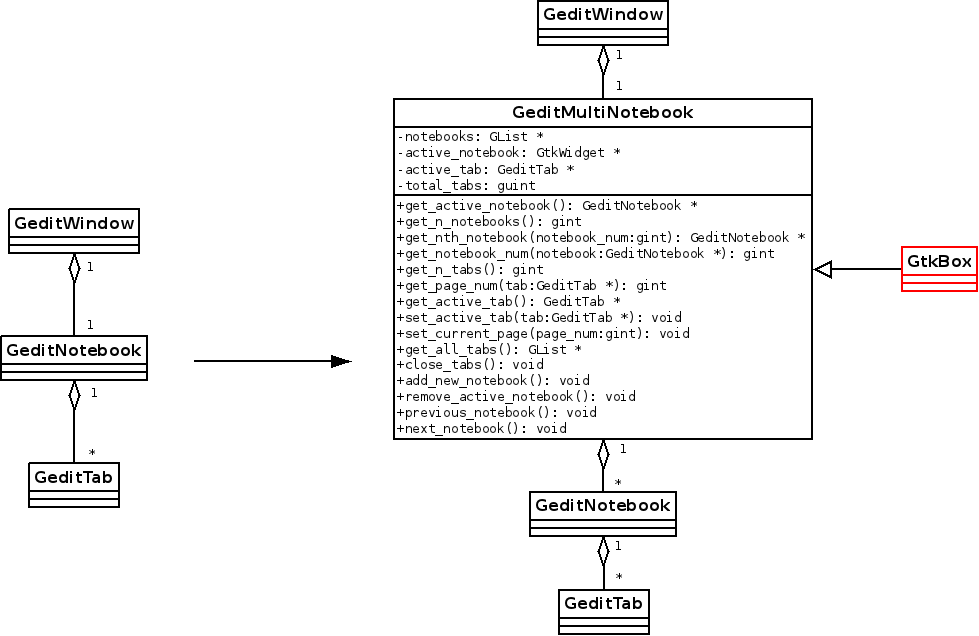 GeditWindow
1
1
GeditNotebook
1
*
GeditTab
GeditWindow
1
1
GeditMultiNotebook
-notebooks: GList *
-active_notebook: GtkWidget *
-active_tab: GeditTab *
-total_tabs: guint
+get_active_notebook(): GeditNotebook *
+get_n_notebooks(): gint
+get_nth_notebook(notebook_num:gint): GeditNotebook *
+get_notebook_num(notebook:GeditNotebook *): gint
+get_n_tabs(): gint
+get_page_num(tab:GeditTab *): gint
+get_active_tab(): GeditTab *
+set_active_tab(tab:GeditTab *): void
+set_current_page(page_num:gint): void
+get_all_tabs(): GList *
+close_tabs(): void
+add_new_notebook(): void
+remove_active_notebook(): void
+previous_notebook(): void
+next_notebook(): void
GtkBox
1
*
GeditNotebook
1
*
GeditTab